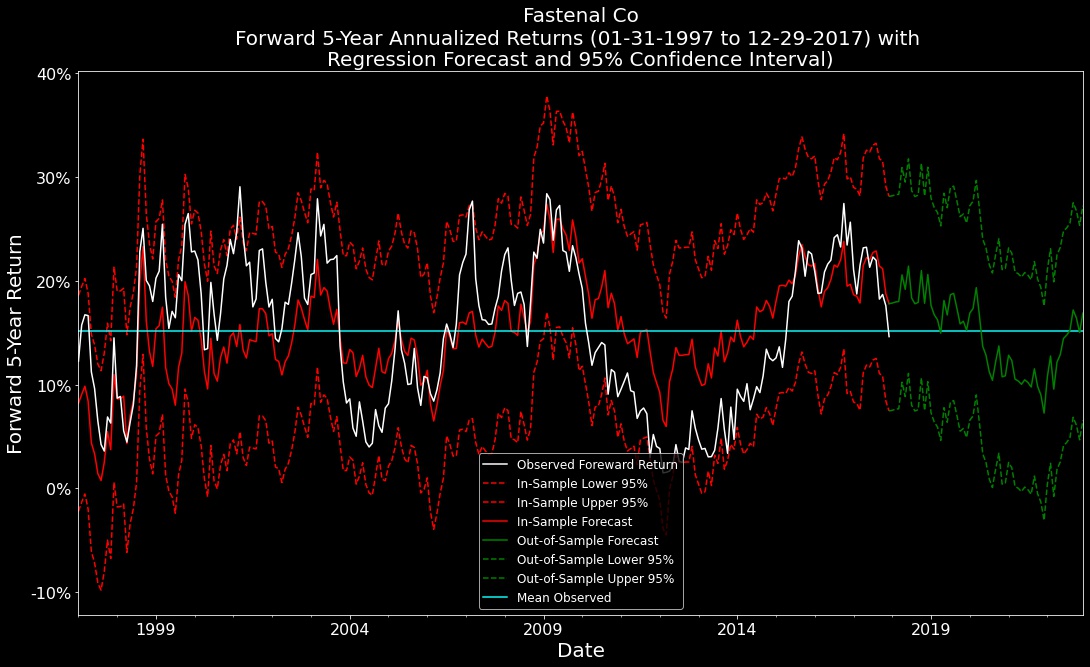 Fastenal Co
Forward 5-Year Annualized Returns (01-31-1997 to 12-29-2017) with
Regression Forecast and 95% Confidence Interval)
Forward 5-Year Return
40%
30%
20%
10%
0%
-10%
Observed Foreward Return
In-Sample Lower 95%
In-Sample Upper 95%
In-Sample Forecast
Out-of-Sample Forecast
Out-of-Sample Lower 95%
Out-of-Sample Upper 95%
Mean Observed
1999
2004
2009
2014
2019
Date